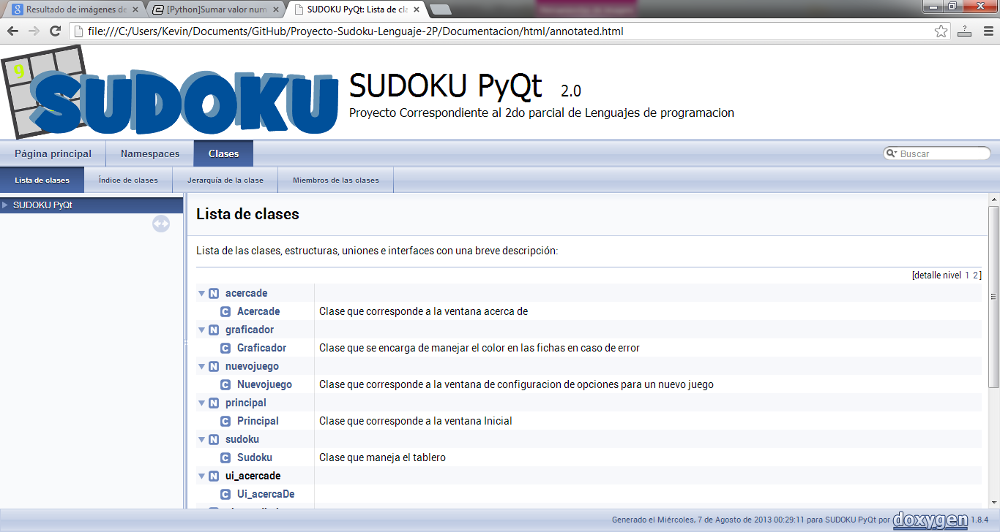 Resultado de imágenes de
[Python]Sumar valor num
SUDOKU PyQt: Lista de cla
file:///C:/Users/Kevin/Documents/GitHub/Proyecto-Sudoku-Lenguaje-2P/Documentacion/html/annotated.html
9
SUDOKU
SUDOKU PyQt 2.0
Proyecto Correspondiente al 2do parcial de Lenguajes de programacion
Página principal Namespaces Clases Buscar
Lista de clases Índice de clases Jerarquía de la clase Miembros de las clases
SUDOKU PyQt
Lista de clases
Lista de las clases, estructuras, uniones e interfaces con una breve descripción:
[detalle nivel 1 2]
N acercade
C Acercade Clase que corresponde a la ventana acerca de
N graficador
C Graficador Clase que se encarga de manejar el color en las fichas en caso de error
N nuevojuego
C Nuevojuego Clase que corresponde a la ventana de configuracion de opciones para un nuevo juego
N principal
C Principal Clase que corresponde a la ventana Inicial
N sudoku
C Sudoku Clase que maneja el tablero
N ui_acercade
C Ui_acercaDe
Generado el Miércoles, 7 de Agosto de 2013 00:29:11 para SUDOKU PyQt por doxygen 1.8.4